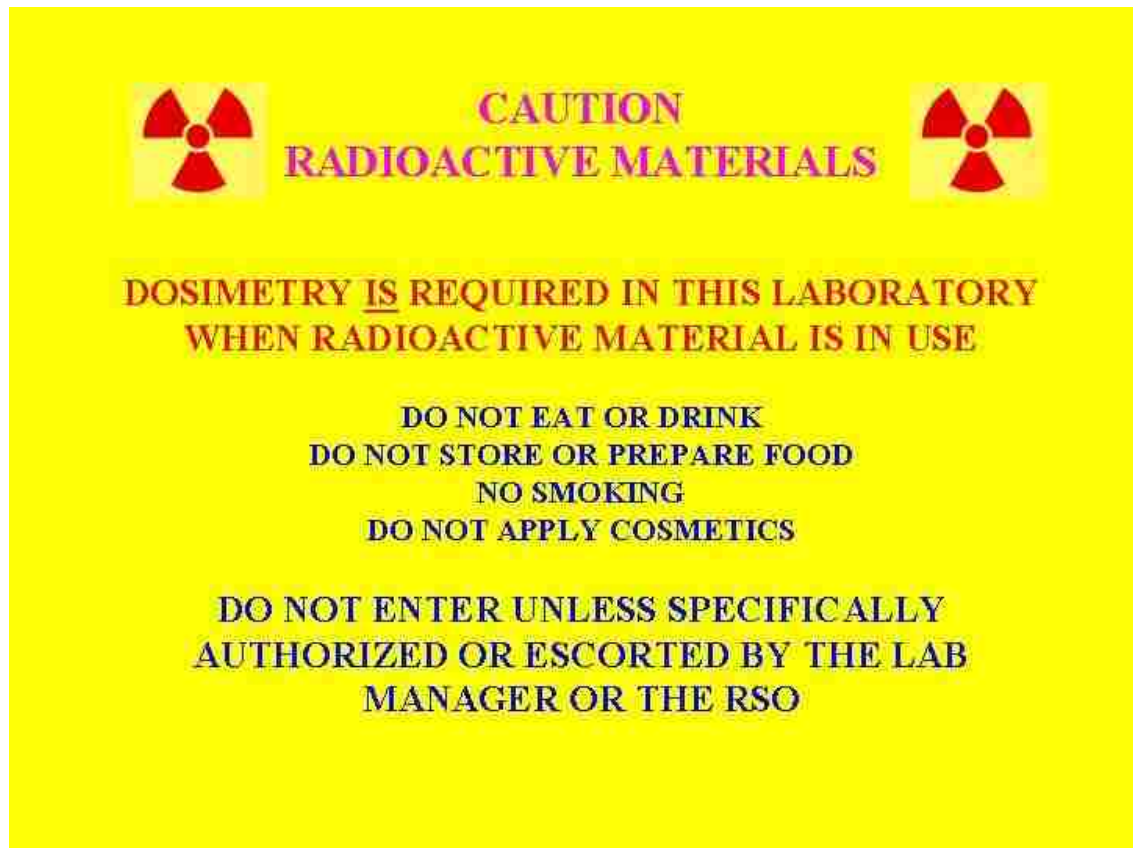 CAUTION
RADIOACTIVE MATERIALS
DOSIMETRY IS REQUIRED IN THIS LABORATORY
WHEN RADIOACTIVE MATERIAL IS IN USE
DO NOT EAT OR DRINK
DO NOT STORE OR PREPARE FOOD
NO SMOKING
DO NOT APPLY COSMETICS
DO NOT ENTER UNLESS SPECIFICALLY
AUTHORIZED OR ESCORTED BY THE LAB
MANAGER OR THE RSO